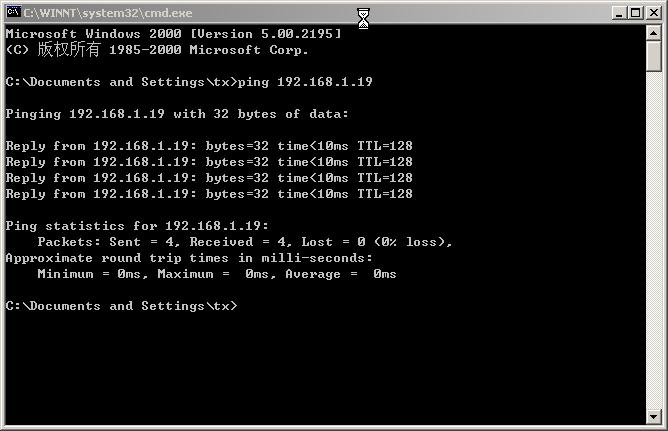 C:\WINNT\system32\cmd.exe
Microsoft Windows 2000 [Version 5.00.2195]
(C) 版权所有 1985-2000 Microsoft Corp.
C:\Documents and Settings\tx>ping 192.168.1.19
Pinging 192.168.1.19 with 32 bytes of data:
Reply from 192.168.1.19: bytes=32 time<10ms TTL=128
Reply from 192.168.1.19: bytes=32 time<10ms TTL=128
Reply from 192.168.1.19: bytes=32 time<10ms TTL=128
Reply from 192.168.1.19: bytes=32 time<10ms TTL=128
Ping statistics for 192.168.1.19:
    Packets: Sent = 4, Received = 4, Lost = 0 (0% loss),
Approximate round trip times in milli-seconds:
    Minimum = 0ms, Maximum =  0ms, Average =  0ms
C:\Documents and Settings\tx>